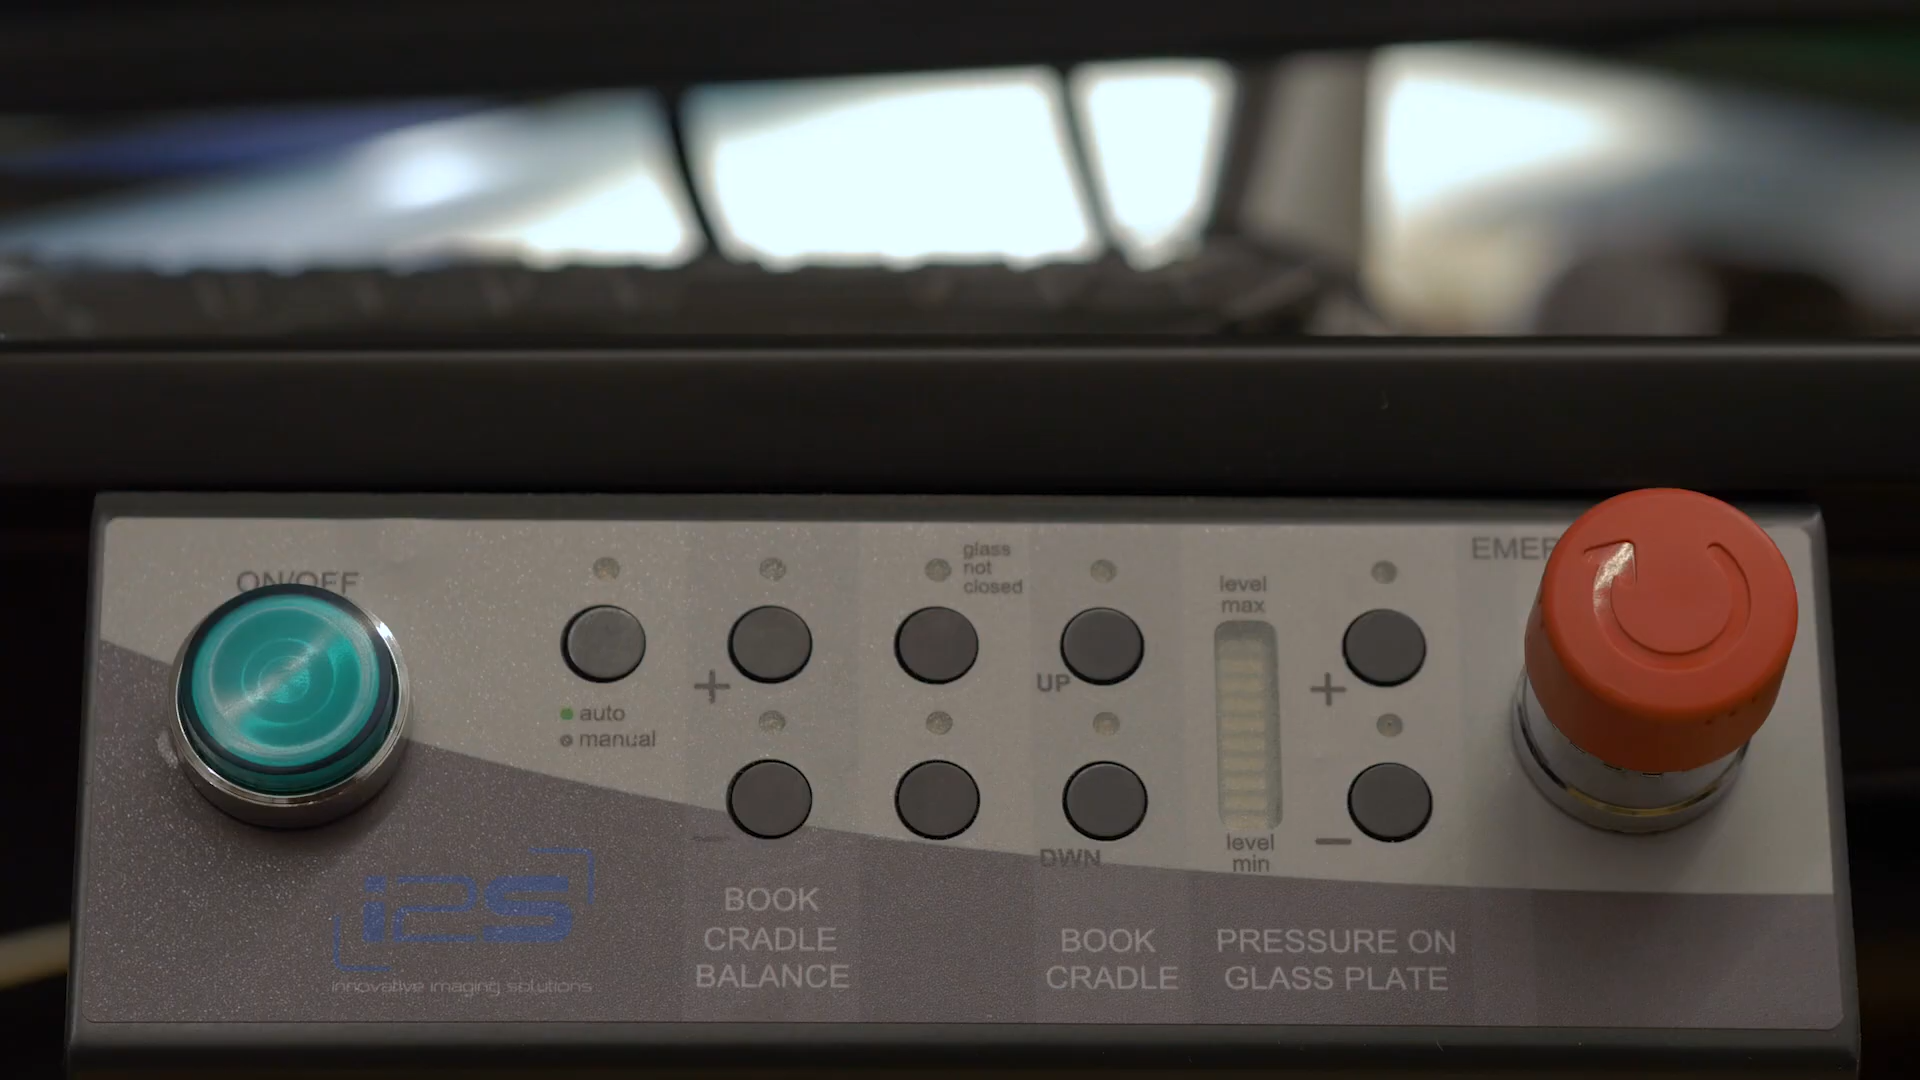 ON/OFF
glass
not
closed
EMER
level
max
+
UP
+
auto
manual
−
DWN
level
min
−
i2S
innovative imaging solutions
BOOK
CRADLE
BALANCE
BOOK
CRADLE
PRESSURE ON
GLASS PLATE